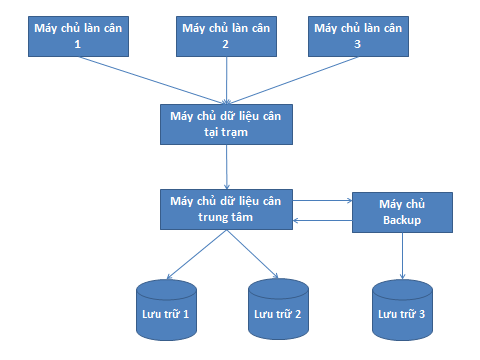 Máy chủ làn cân
1
Máy chủ làn cân
2
Máy chủ làn cân
3
Máy chủ dữ liệu cân
tại trạm
Máy chủ dữ liệu cân
trung tâm
Máy chủ
Backup
Lưu trữ 1
Lưu trữ 2
Lưu trữ 3